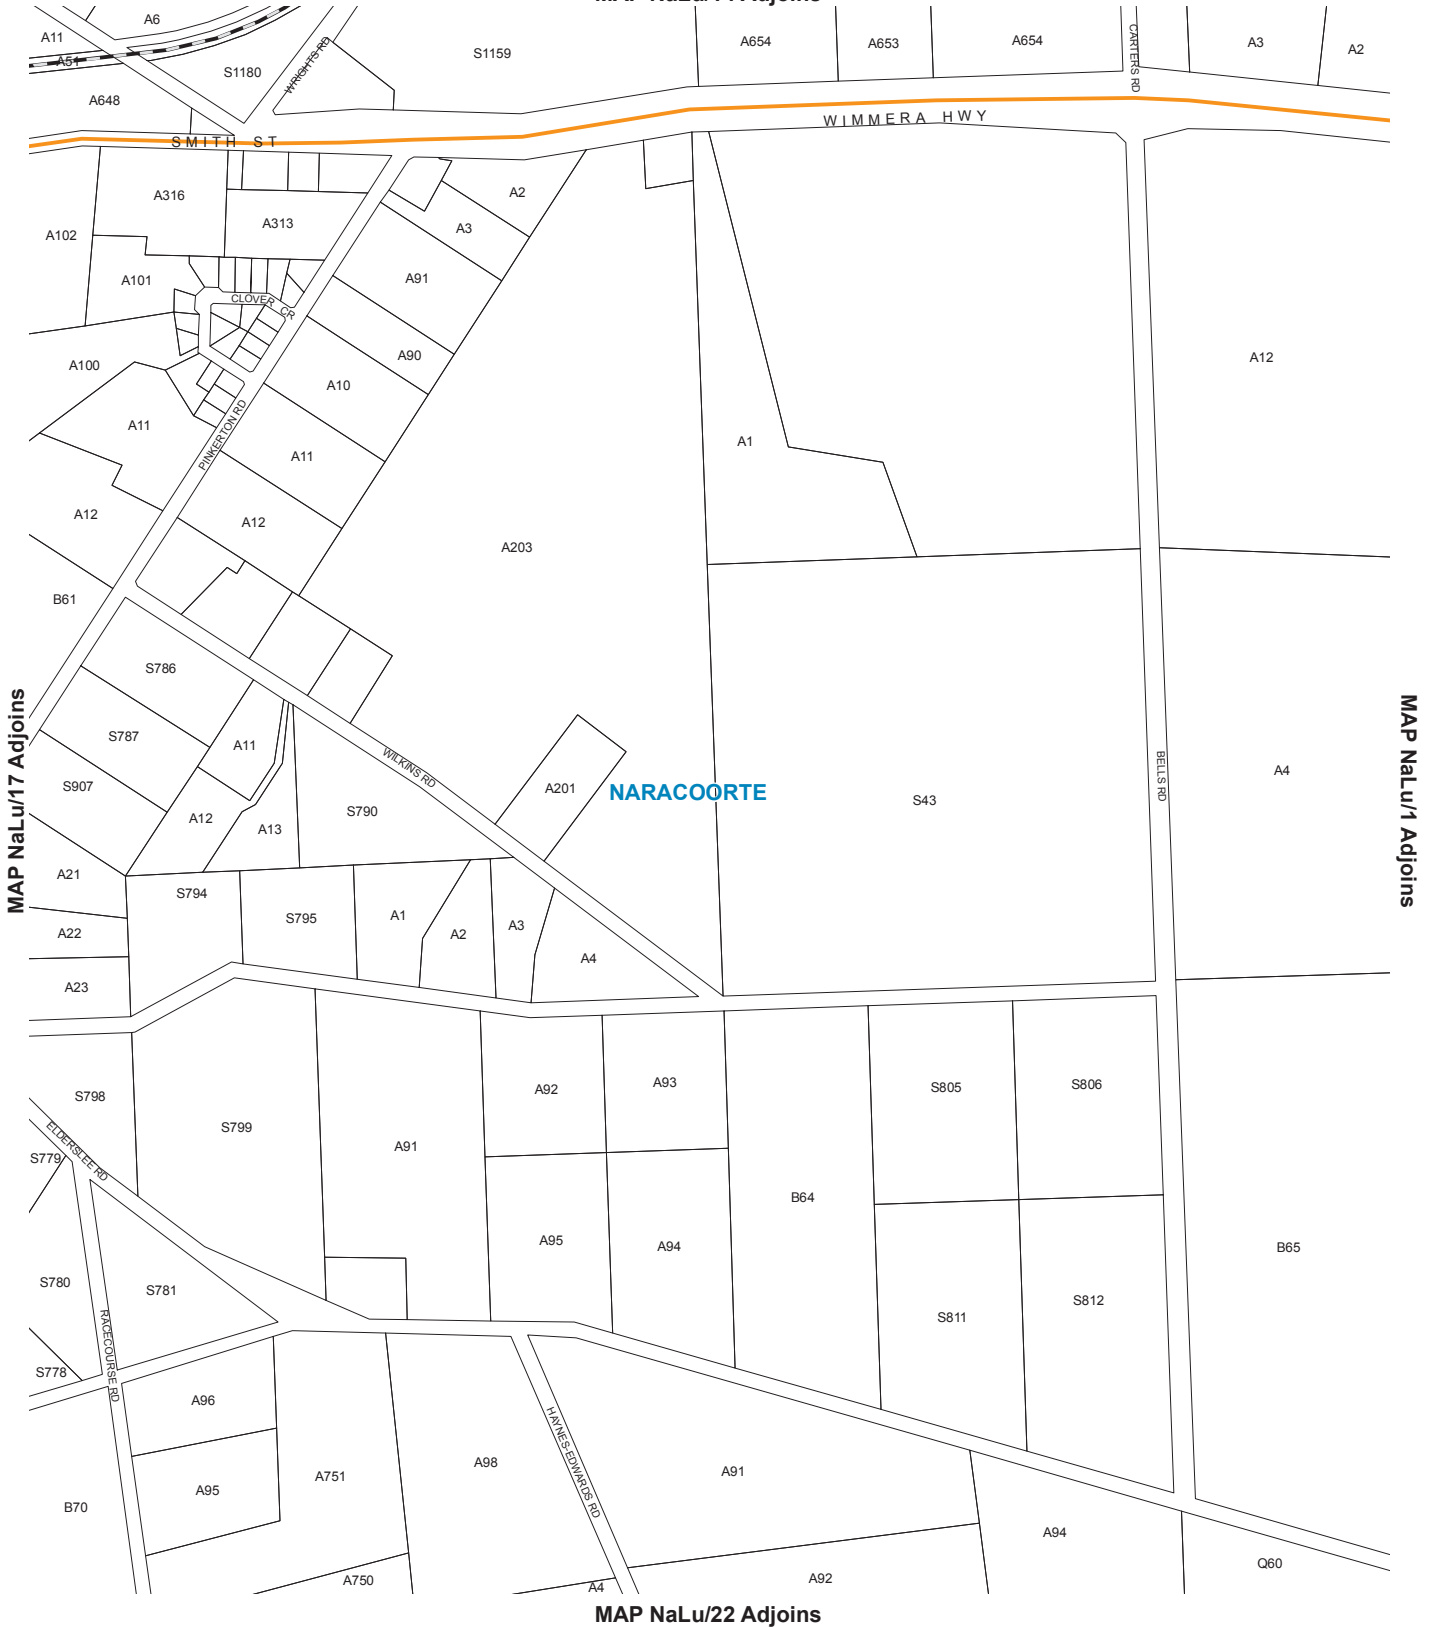 A11
A6
A51
S1180
WRIGHTS RD
S1159
A654
A653
A654
CARTERS RD
A3
A2
A648
SMITH ST
WIMMERA HWY
A316
A313
A102
A101
CLOVER CR
A2
A3
A91
A90
A10
A100
A11
PINKERTON RD
A11
A12
A12
A203
A1
A12
B61
S786
S787
S907
A11
A12
A13
S790
WILKINS RD
A201
NARACOORTE
S43
BELLS RD
A4
MAP NaLu/17 Adjoins
MAP NaLu/1 Adjoins
A21
A22
A23
S794
S795
A1
A2
A3
A4
S798
S799
A91
A92
A93
S805
S806
ELDERSLEE RD
S779
S780
S781
A95
A94
B64
S811
S812
B65
S778
RACECOURSE RD
A96
A95
A751
A98
HAYNES-EDWARDS RD
A91
A94
B70
A750
A4
A92
Q60
MAP NaLu/22 Adjoins